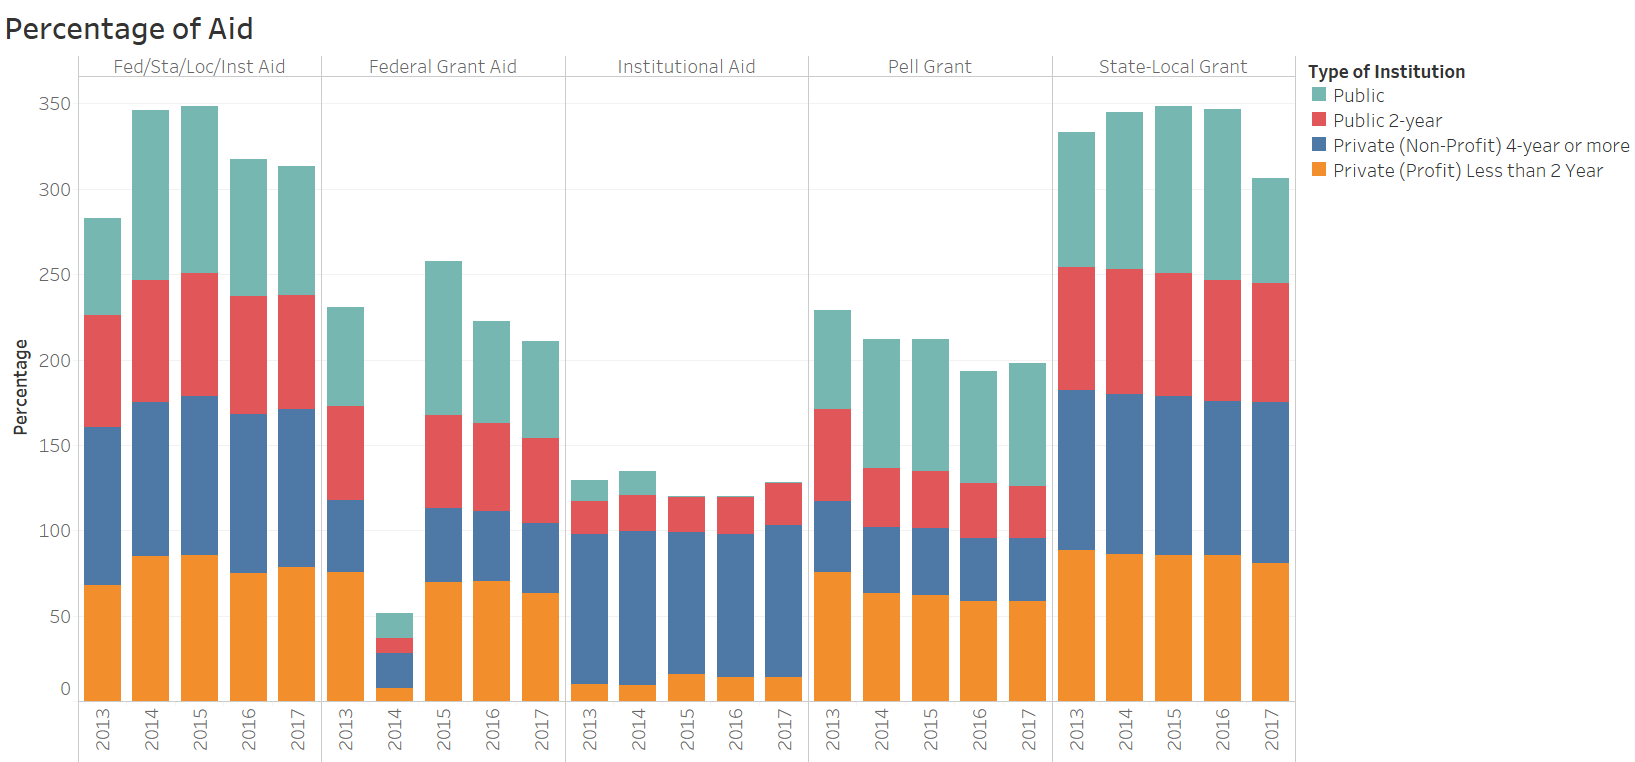 Percentage of Aid
Fed/Sta/Loc/Inst Aid
Federal Grant Aid
Institutional Aid
Pell Grant
State-Local Grant
Type of Institution
Public
Public 2-year
Private (Non-Profit) 4-year or more
Private (Profit) Less than 2 Year
Percentage
350
300
250
200
150
100
50
0
2013 2014 2015 2016 2017 2013 2014 2015 2016 2017 2013 2014 2015 2016 2017 2013 2014 2015 2016 2017 2013 2014 2015 2016 2017